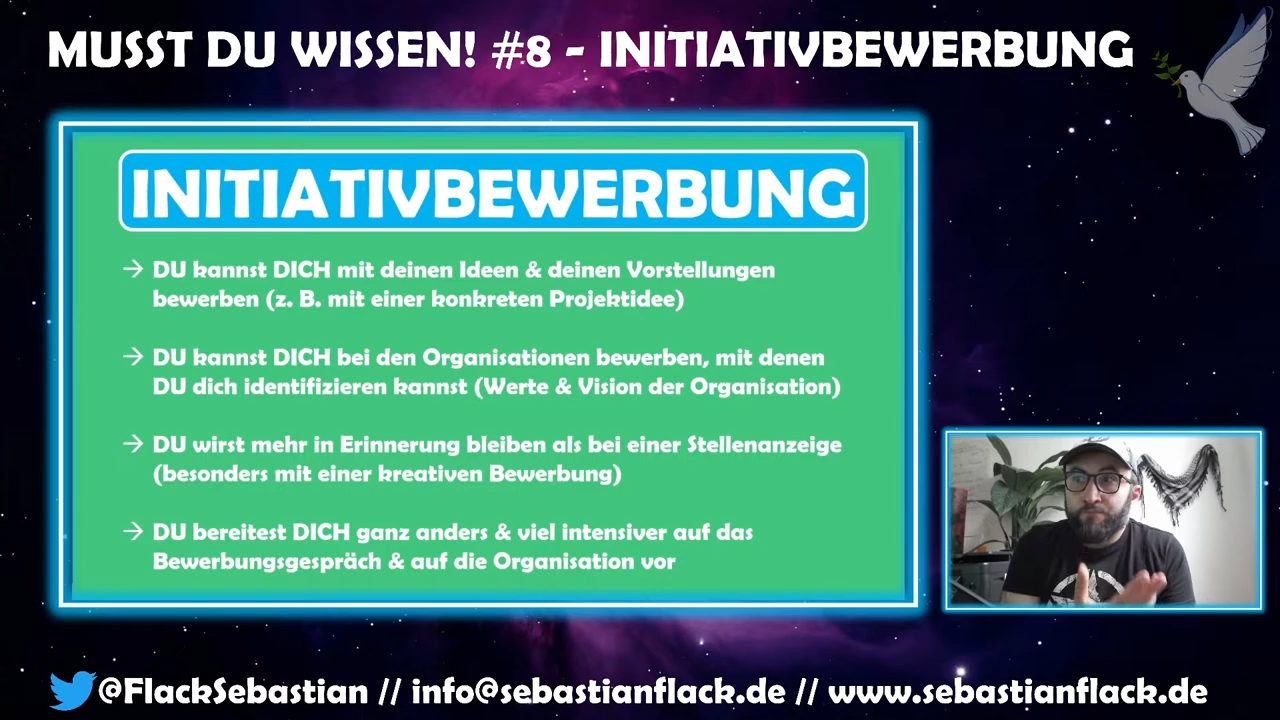 MUSST DU WISSEN! #8 - INITIATIVBEWERBUNG
INITIATIVBEWERBUNG
→ DU kannst DICH mit deinen Ideen & deinen Vorstellungen
bewerben (z. B. mit einer konkreten Projektidee)
→ DU kannst DICH bei den Organisationen bewerben, mit denen
DU dich identifizieren kannst (Werte & Vision der Organisation)
→ DU wirst mehr in Erinnerung bleiben als bei einer Stellenanzeige
(besonders mit einer kreativen Bewerbung)
→ DU bereitest DICH ganz anders & viel intensiver auf das
Bewerbungsgespräch & auf die Organisation vor
@FlackSebastian // info@sebastianflack.de // www.sebastianflack.de